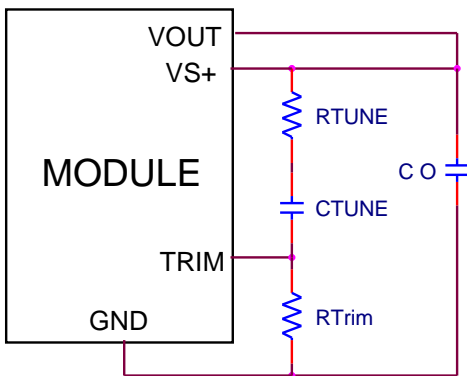 VOUT
VS+
RTUNE
MODULE
C O
CTUNE
TRIM
GND
RTrim